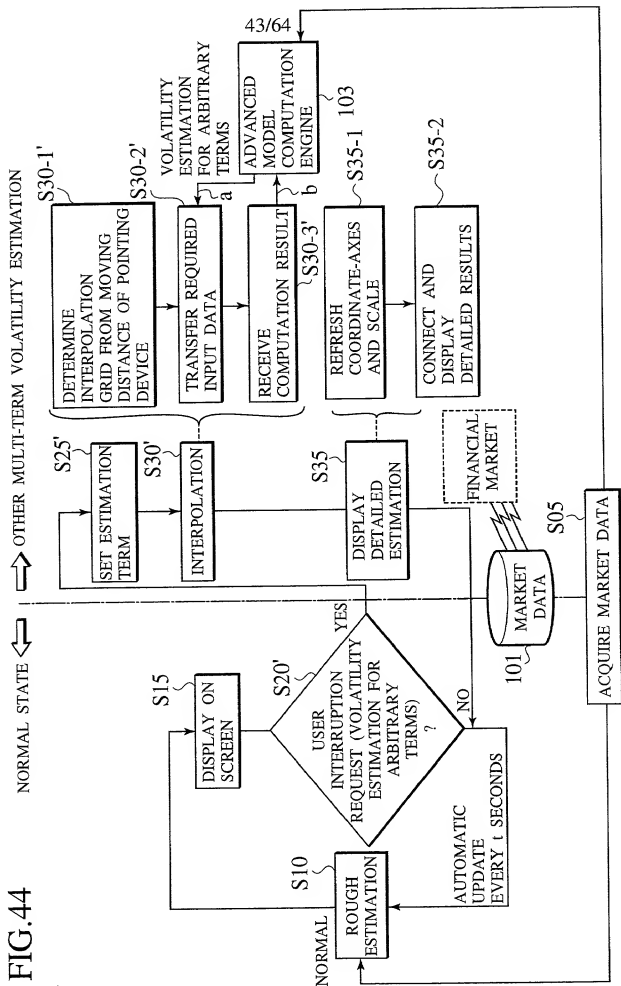 FIG.44
43/64
NORMAL STATE
OTHER MULTI-TERM VOLATILITY ESTIMATION
NORMAL
S10
ROUGH
ESTIMATION
S15
DISPLAY ON
SCREEN
S20'
USER
INTERRUPTION
REQUEST (VOLATILITY
ESTIMATION FOR
ARBITRARY
TERMS)
?
YES
NO
AUTOMATIC
UPDATE
EVERY t SECONDS
S25'
SET ESTIMATION
TERM
S30'
INTERPOLATION
S35
DISPLAY
DETAILED
ESTIMATION
S30-1'
DETERMINE
INTERPOLATION
GRID FROM MOVING
DISTANCE OF POINTING
DEVICE
S30-2'
TRANSFER REQUIRED
INPUT DATA
RECEIVE
COMPUTATION RESULT
S30-3'
VOLATILITY
ESTIMATION
FOR ARBITRARY
TERMS
a
b
ADVANCED
MODEL
COMPUTATION
ENGINE
103
S35-1
REFRESH
COORDINATE-AXES
AND SCALE
S35-2
CONNECT AND
DISPLAY
DETAILED RESULTS
FINANCIAL
MARKET
MARKET
DATA
101
S05
ACQUIRE MARKET DATA